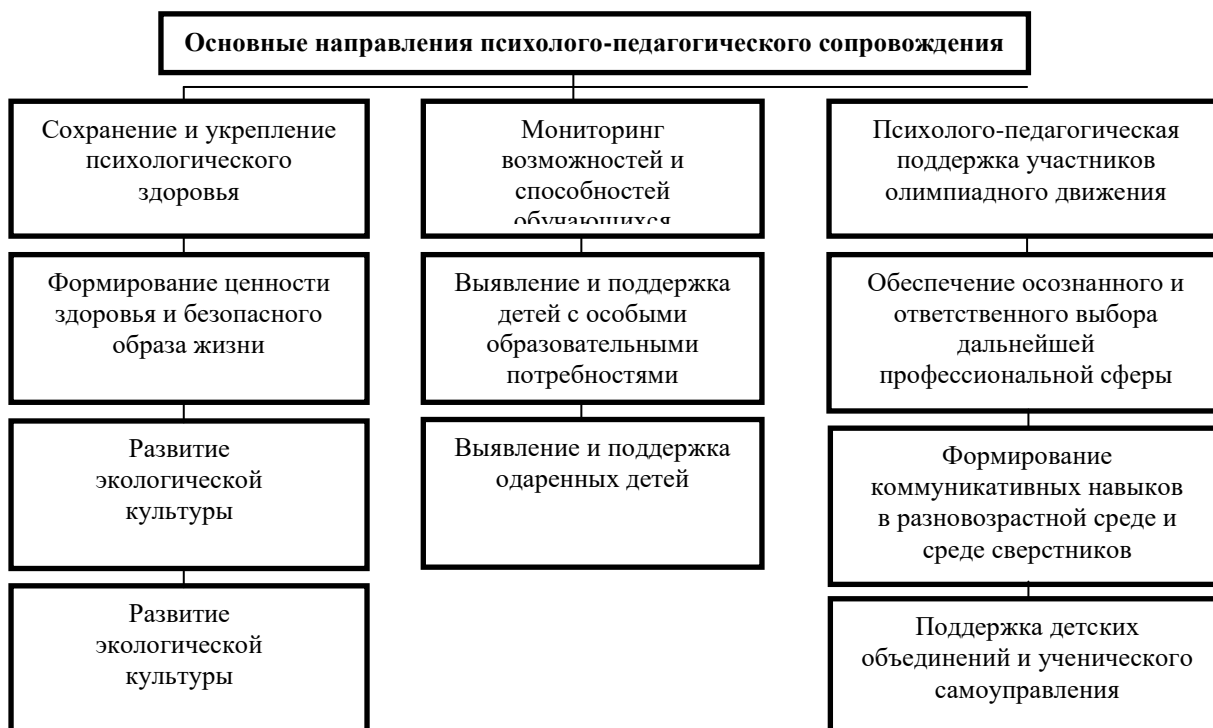 Основные направления психолого-педагогического сопровождения
Сохранение и укрепление
психологического
здоровья
Мониторинг
возможностей и
способностей
обучающихся
Психолого-педагогическая
поддержка участников
олимпиадного движения
Формирование ценности
здоровья и безопасного
образа жизни
Выявление и поддержка
детей с особыми
образовательными
потребностями
Обеспечение осознанного и
ответственного выбора
дальнейшей
профессиональной сферы
Развитие
экологической
культуры
Выявление и поддержка
одаренных детей
Формирование
коммуникативных навыков
в разновозрастной среде и
среде сверстников
Развитие
экологической
культуры
Поддержка детских
объединений и ученического
самоуправления